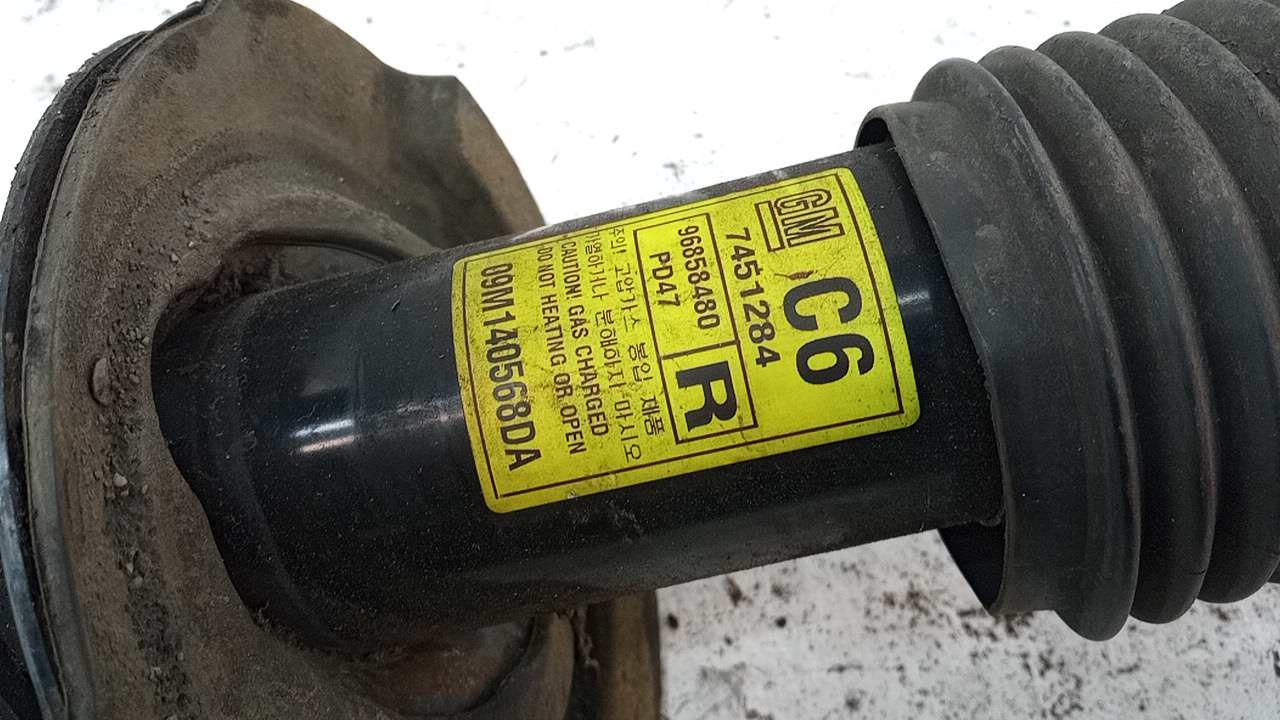 GM
C6
7451284
96858480
PD47
R
주의! 고압가스 봉입 제품
가열하거나 분해하지 마시오
CAUTION! GAS CHARGED
DO NOT HEATING OR OPEN
09M140568DA